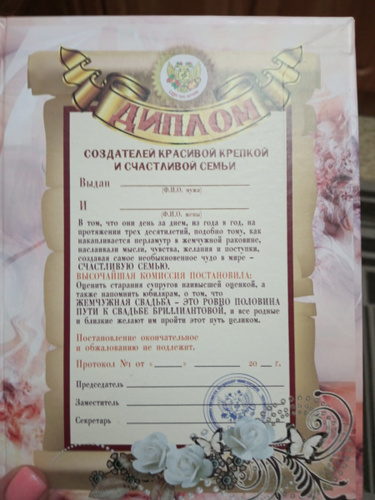 ДИПЛОМ
СОЗДАТЕЛЕЙ КРАСИВОЙ КРЕПКОЙ
И СЧАСТЛИВОЙ СЕМЬИ
Выдан
(Ф.И.О. мужа)
И
(Ф.И.О. жены)
В том, что они день за днем, из года в год, на
протяжении трех десятилетий, подобно тому, как
накапливается перламутр в жемчужной раковине,
наслаивали мысли, чувства, желания и поступки,
создавая самое необыкновенное чудо в мире -
СЧАСТЛИВУЮ СЕМЬЮ.
ВЫСОЧАЙШАЯ КОМИССИЯ ПОСТАНОВИЛА:
Оценить старания супругов наивысшей оценкой, а
также напомнить юбилярам, о том, что
ЖЕМЧУЖНАЯ СВАДЬБА - ЭТО РОВНО ПОЛОВИНА
ПУТИ К СВАДЬБЕ БРИЛЛИАНТОВОЙ, и все родные
и близкие желают им пройти этот путь целиком.
Постановление окончательное
и обжалованию не подлежит.
Протокол №1 от «____» __________ 20 __ г.
Председатель
Заместитель
Секретарь